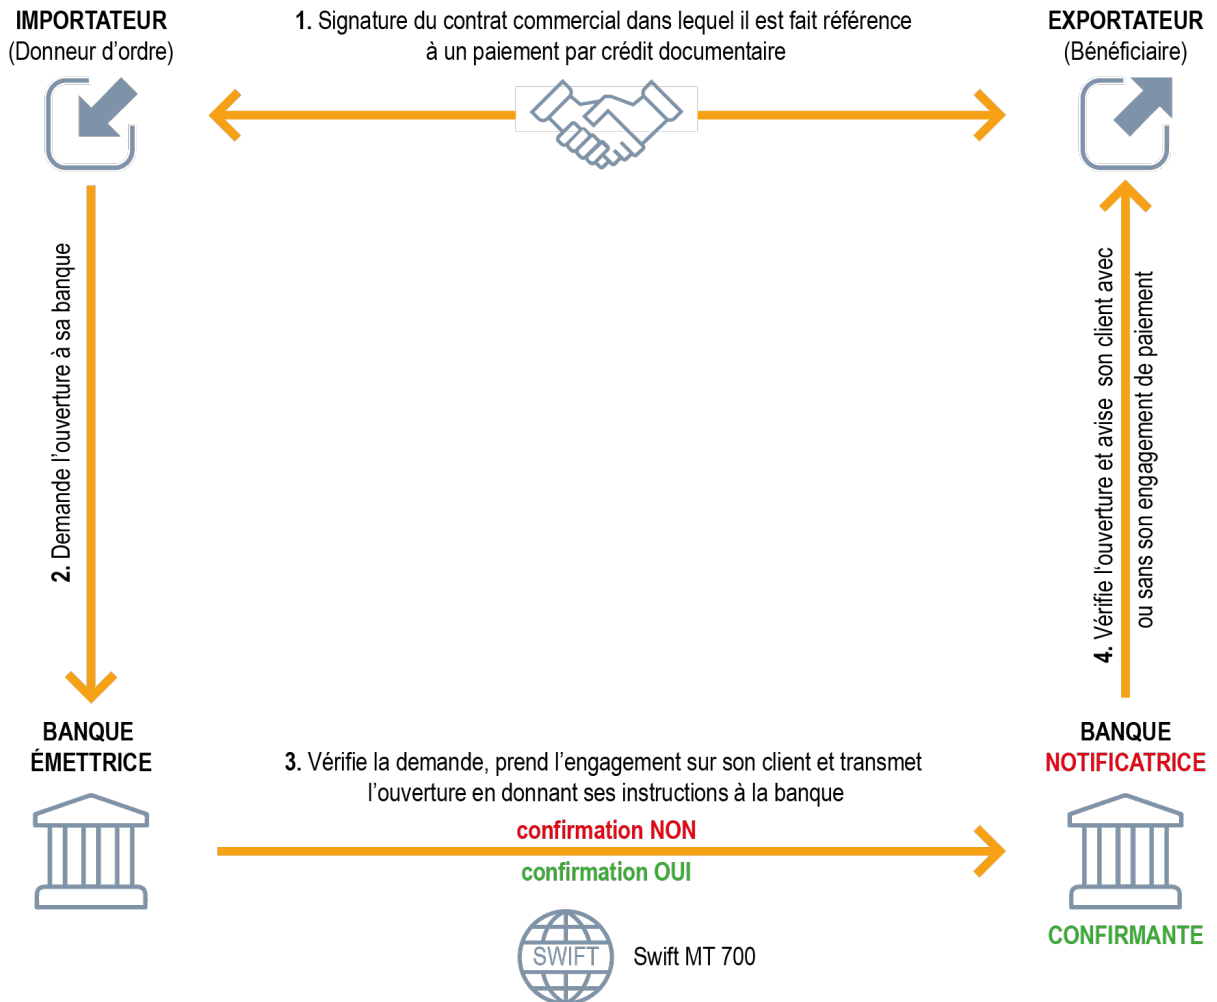 IMPORTATEUR
(Donneur d’ordre)
1. Signature du contrat commercial dans lequel il est fait référence
à un paiement par crédit documentaire
EXPORTATEUR
(Bénéficiaire)
2. Demande l’ouverture à sa banque
4. Vérifie l’ouverture et avise son client avec
ou sans son engagement de paiement
BANQUE
ÉMETTRICE
3. Vérifie la demande, prend l’engagement sur son client et transmet
l’ouverture en donnant ses instructions à la banque
confirmation NON
confirmation OUI
SWIFT
Swift MT 700
BANQUE
NOTIFICATRICE
CONFIRMANTE